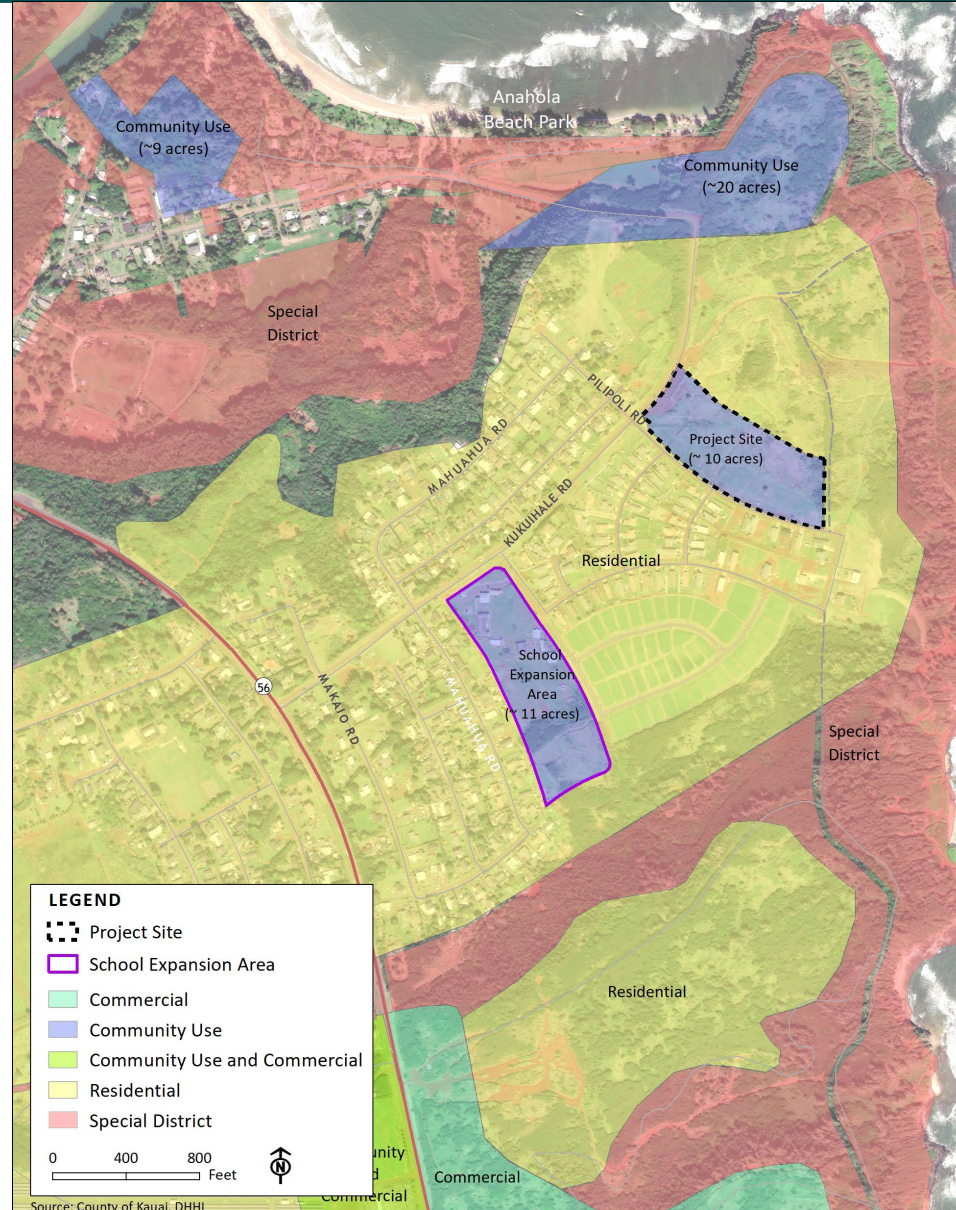 Anahola
Beach Park
Community Use
(~9 acres)
Community Use
(~20 acres)
Special
District
PILIPOLI RD
MAHUAHUA RD
Project Site
(~ 10 acres)
KUKUIHALE RD
Residential
School
Expansion
Area
(~ 11 acres)
56
MAKAIO RD
MAHUAHUA RD
Special
District
Residential
LEGEND
Project Site
School Expansion Area
Commercial
Community Use
Community Use and Commercial
Residential
Special District
0 400 800
Feet
N
unity
d
Commercial
Commercial
Source: County of Kauai, DHHL